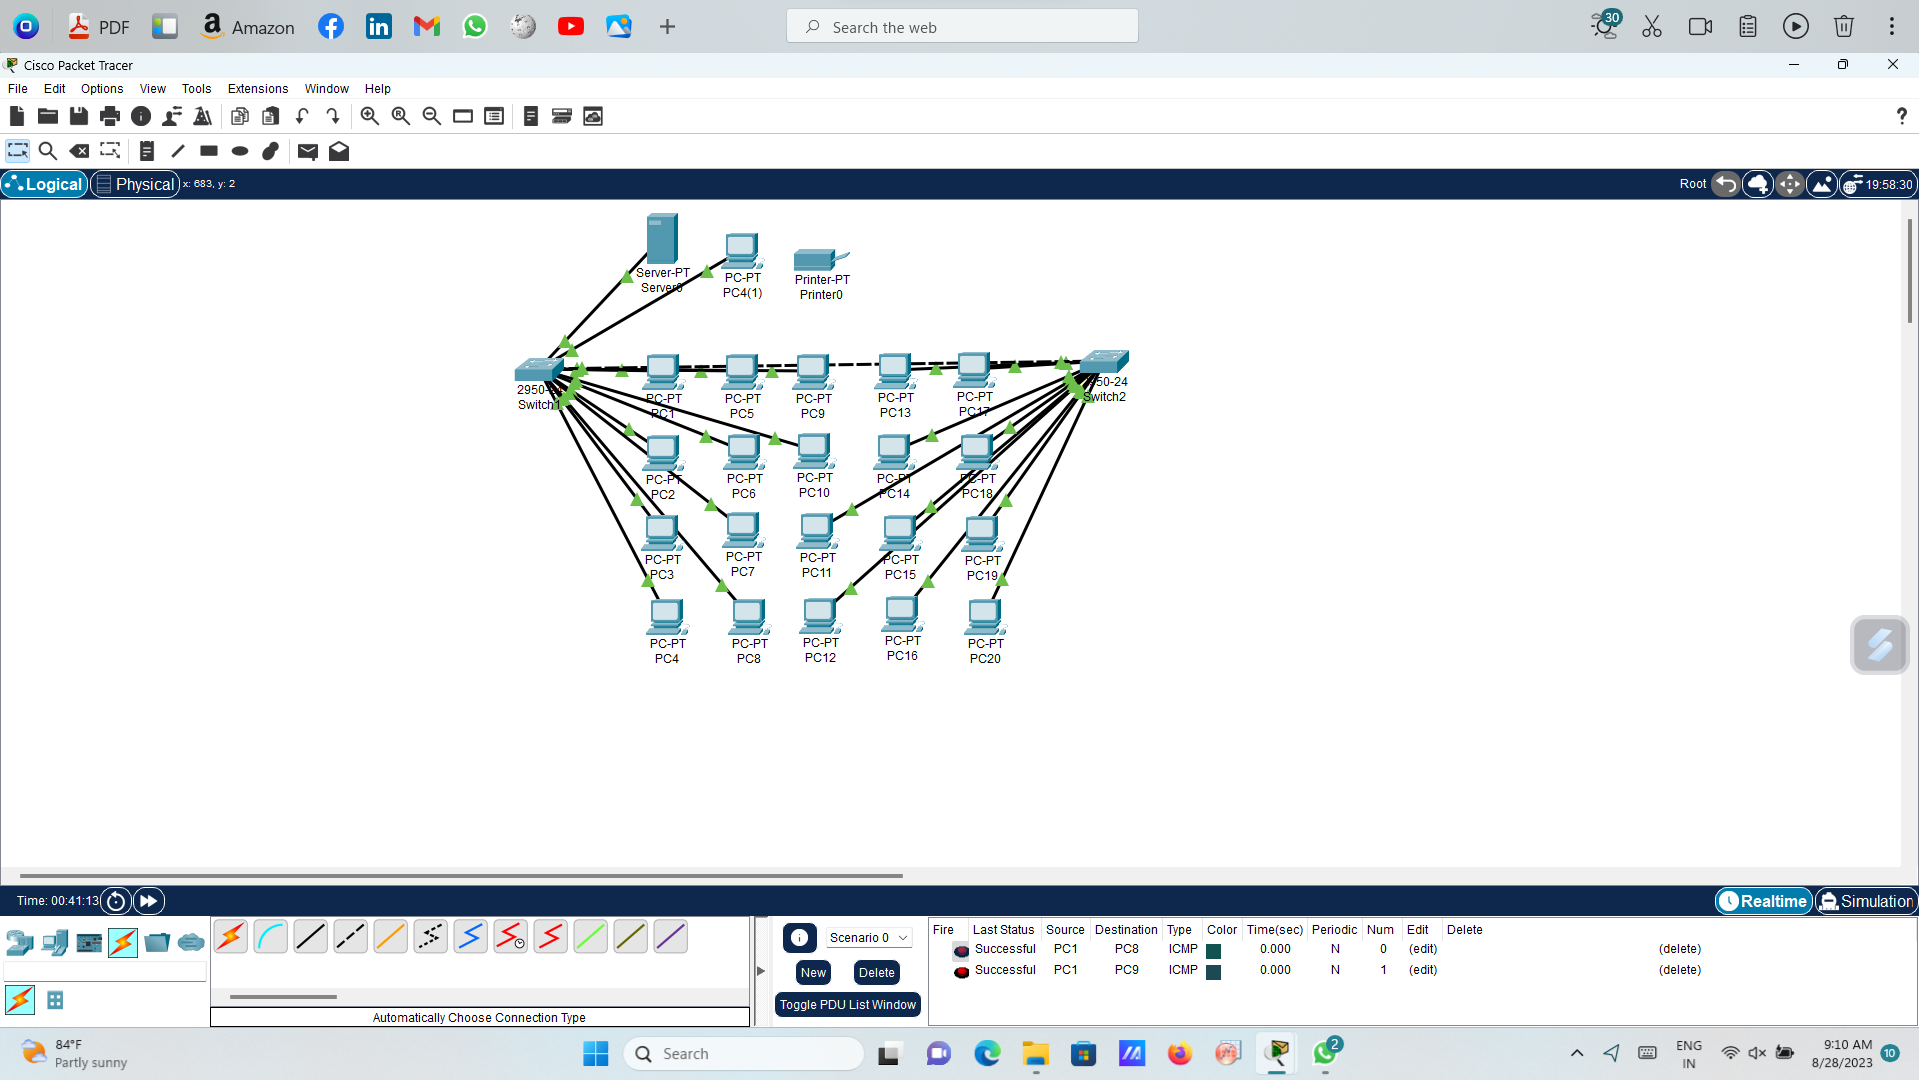 PDF
Amazon
Search the web
30
Cisco Packet Tracer
File Edit Options View Tools Extensions Window Help
Logical Physical x: 683, y: 2
Root 19:58:30
Server-PT
Server0
PC-PT
PC4(1)
Printer-PT
Printer0
Switch1
50-24
Switch2
PC-PT
PC1
PC-PT
PC5
PC-PT
PC9
PC-PT
PC13
PC-PT
PC17
PC-PT
PC2
PC-PT
PC6
PC-PT
PC10
PC-PT
PC14
PC-PT
PC18
PC-PT
PC3
PC-PT
PC7
PC-PT
PC11
PC-PT
PC15
PC-PT
PC19
PC-PT
PC4
PC-PT
PC8
PC-PT
PC12
PC-PT
PC16
PC-PT
PC20
Time: 00:41:13
Realtime Simulation
Scenario 0
New Delete
Toggle PDU List Window
Automatically Choose Connection Type
Fire Last Status Source Destination Type Color Time(sec) Periodic Num Edit Delete
Successful PC1 PC8 ICMP 0.000 N 0 (edit) (delete)
Successful PC1 PC9 ICMP 0.000 N 1 (edit) (delete)
84°F
Partly sunny
Search
2
ENG
IN
9:10 AM
8/28/2023
10